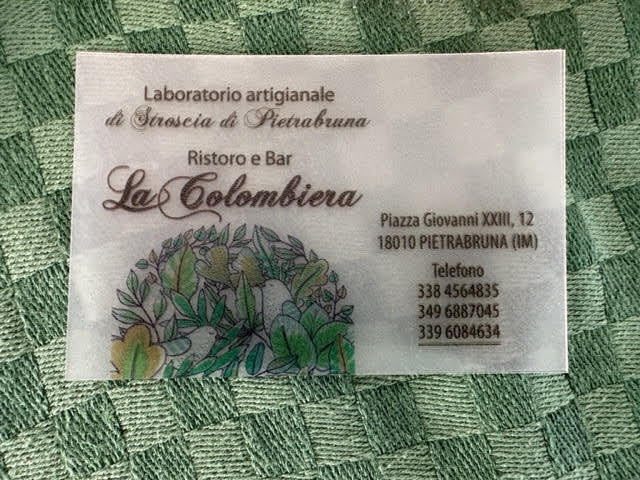 Laboratorio artigianale
di Stroscia di Pietrabruna
Ristoro e Bar
La Colombiera
Piazza Giovanni XXIII, 12
18010 PIETRABRUNA (IM)
Telefono
338 4564835
349 6887045
339 6084634